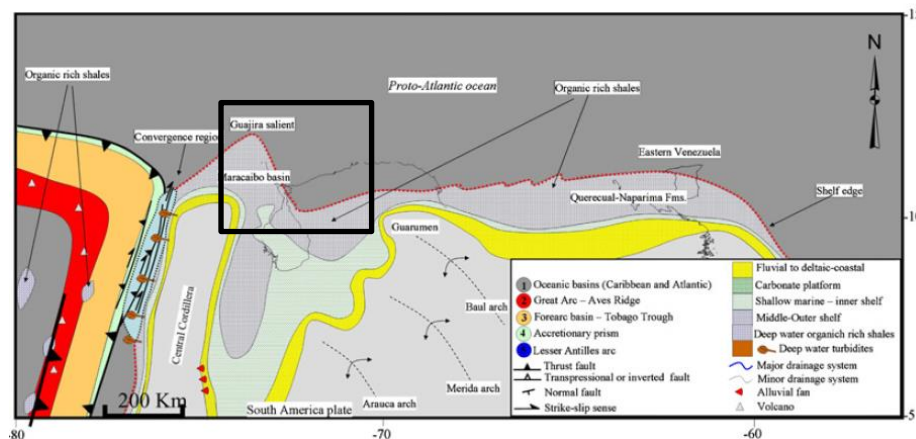 -15
Organic rich shales
N
Proto-Atlantic ocean
Organic rich shales
Guajira salient
Convergence region
Eastern Venezuela
Maracaibo basin
Shelf edge
Querecual-Naparima Fms.
-10
Guarumen
Central Cordillera
Baul arch
Merida arch
Arauca arch
South America plate
200 Km
1 Oceanic basins (Caribbean and Atlantic)
2 Great Arc – Aves Ridge
3 Forearc basin – Tobago Trough
4 Accretionary prism
Lesser Antilles arc
Thrust fault
Transpressional or inverted fault
Normal fault
Strike-slip sense
Fluvial to deltaic-coastal
Carbonate platform
Shallow marine – inner shelf
Middle-Outer shelf
Deep water organich rich shales
Deep water turbidites
Major drainage system
Minor drainage system
Alluvial fan
Volcano
-80
-70
-60